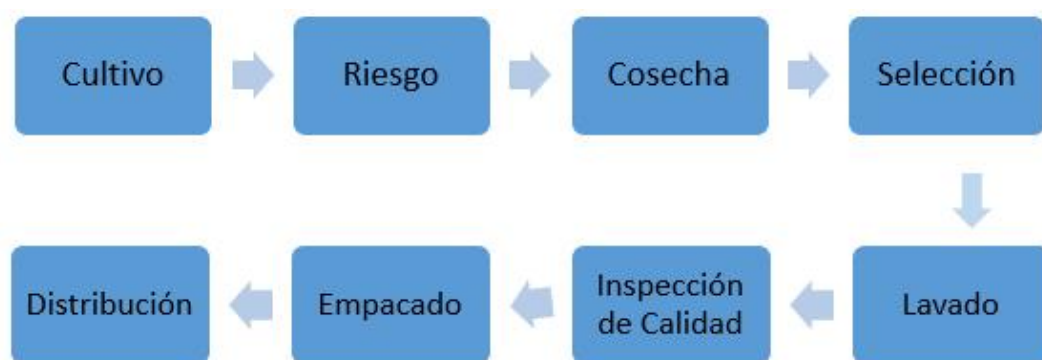 Cultivo
Riesgo
Cosecha
Selección
Lavado
Inspección
de Calidad
Empacado
Distribución